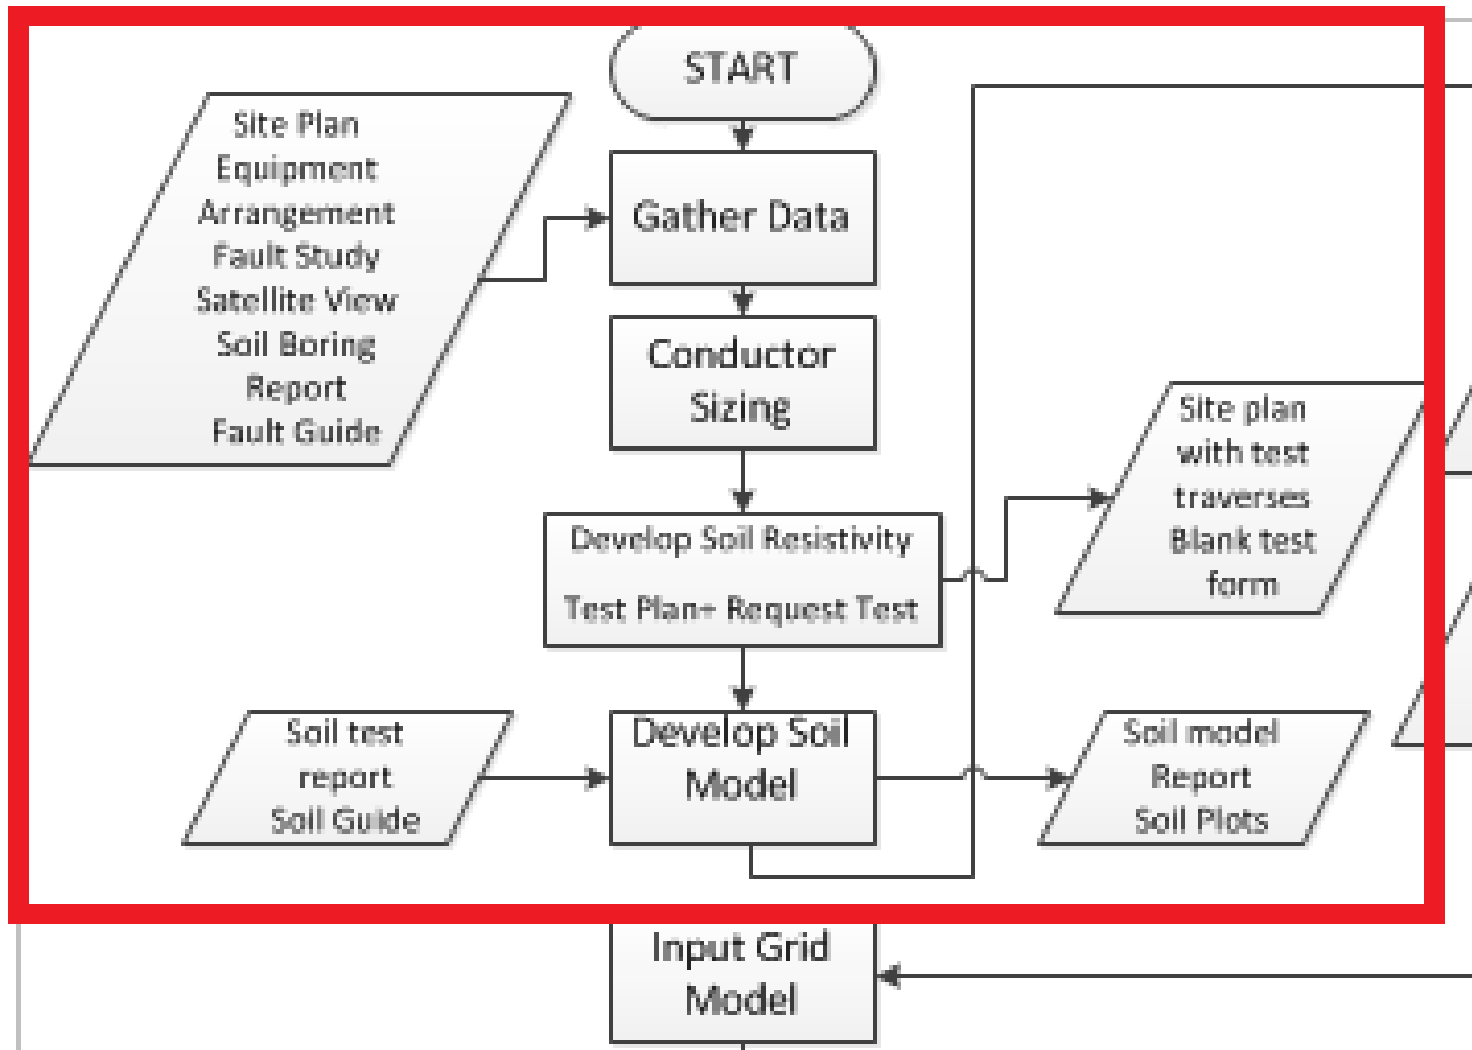 START
Site Plan
Equipment
Arrangement
Fault Study
Satellite View
Soil Boring
Report
Fault Guide
Gather Data
Conductor
Sizing
Develop Soil Resistivity
Test Plan+ Request Test
Site plan
with test
traverses
Blank test
form
Soil test
report
Soil Guide
Develop Soil
Model
Soil model
Report
Soil Plots
Input Grid
Model